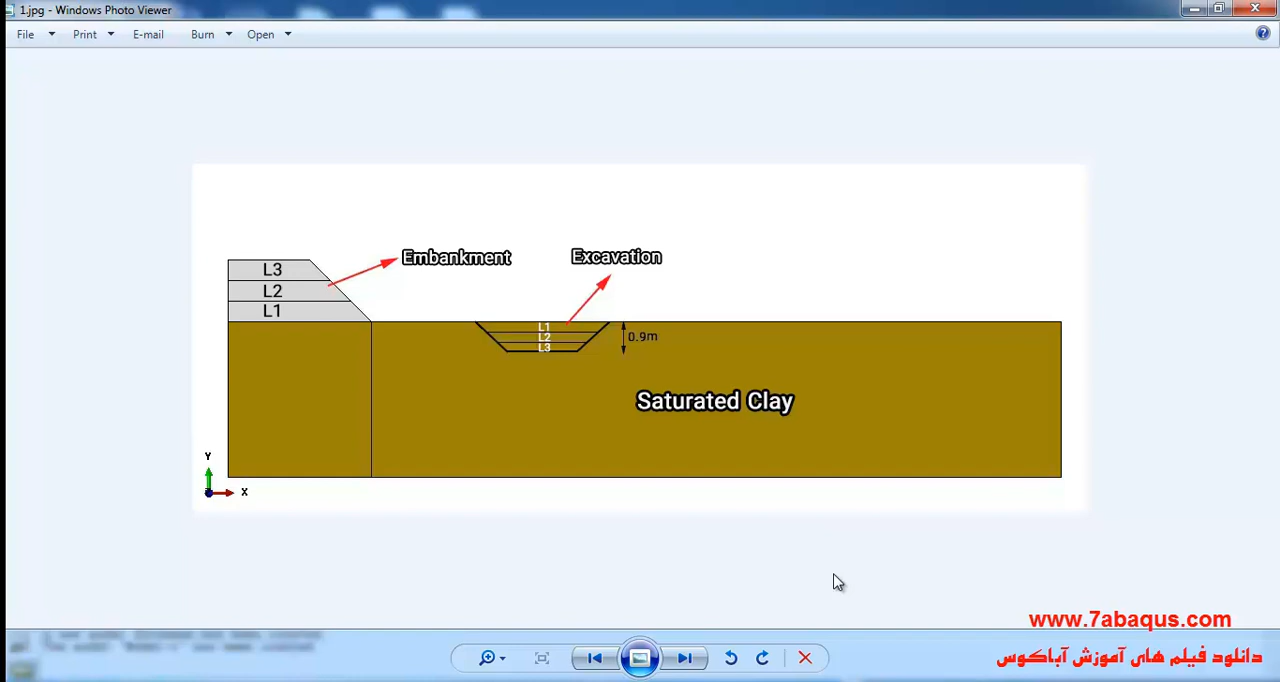 1.jpg - Windows Photo Viewer
File Print E-mail Burn Open
Embankment
Excavation
L3
L2
L1
L1
L2
L3
0.9m
Saturated Clay
Y
X
www.7abaqus.com
دانلود فیلم های آموزش آباکوس